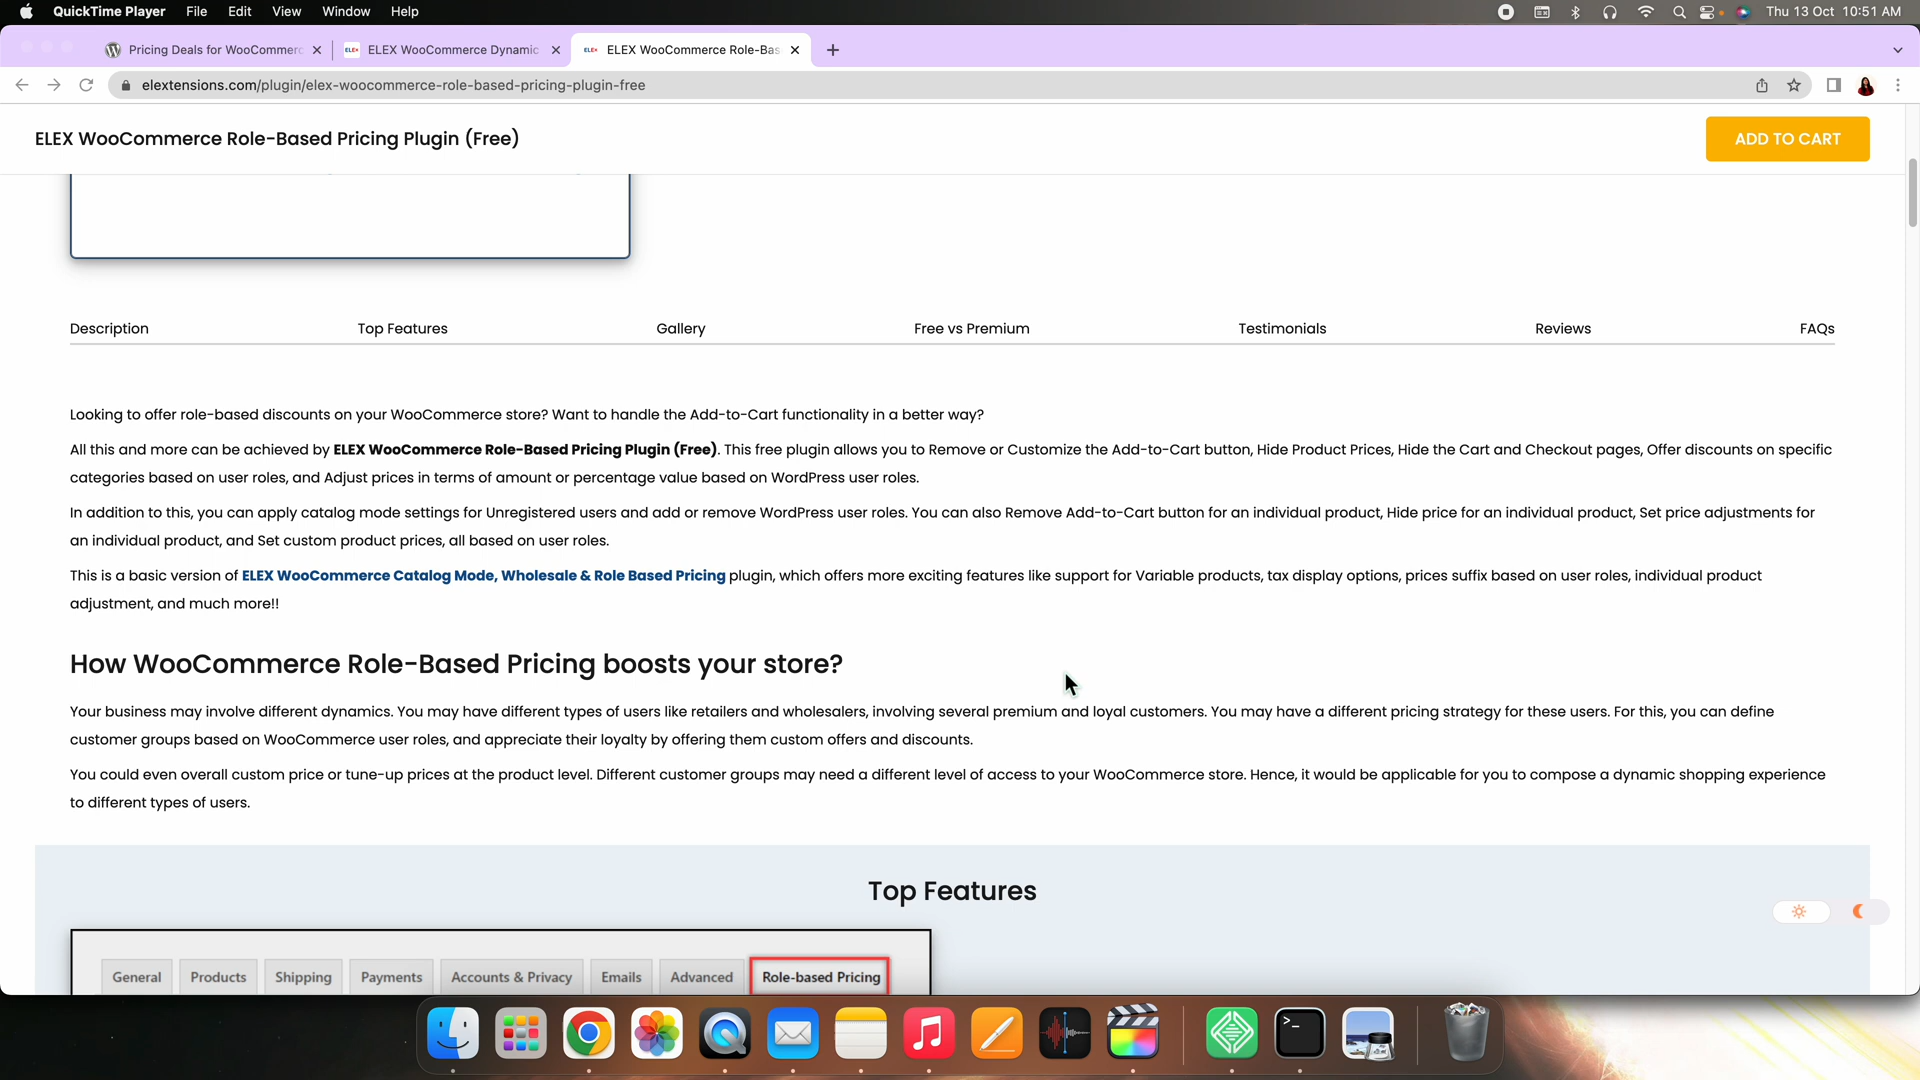 QuickTime Player File Edit View Window Help Thu 13 Oct 10:51 AM
Pricing Deals for WooCommerc ELEX WooCommerce Dynamic ELEX WooCommerce Role-Bas
elextensions.com/plugin/elex-woocommerce-role-based-pricing-plugin-free
ELEX WooCommerce Role-Based Pricing Plugin (Free) ADD TO CART
Description Top Features Gallery Free vs Premium Testimonials Reviews FAQs
Looking to offer role-based discounts on your WooCommerce store? Want to handle the Add-to-Cart functionality in a better way?
All this and more can be achieved by ELEX WooCommerce Role-Based Pricing Plugin (Free). This free plugin allows you to Remove or Customize the Add-to-Cart button, Hide Product Prices, Hide the Cart and Checkout pages, Offer discounts on specific
categories based on user roles, and Adjust prices in terms of amount or percentage value based on WordPress user roles.
In addition to this, you can apply catalog mode settings for Unregistered users and add or remove WordPress user roles. You can also Remove Add-to-Cart button for an individual product, Hide price for an individual product, Set price adjustments for
an individual product, and Set custom product prices, all based on user roles.
This is a basic version of ELEX WooCommerce Catalog Mode, Wholesale & Role Based Pricing plugin, which offers more exciting features like support for Variable products, tax display options, prices suffix based on user roles, individual product
adjustment, and much more!!
How WooCommerce Role-Based Pricing boosts your store?
Your business may involve different dynamics. You may have different types of users like retailers and wholesalers, involving several premium and loyal customers. You may have a different pricing strategy for these users. For this, you can define
customer groups based on WooCommerce user roles, and appreciate their loyalty by offering them custom offers and discounts.
You could even overall custom price or tune-up prices at the product level. Different customer groups may need a different level of access to your WooCommerce store. Hence, it would be applicable for you to compose a dynamic shopping experience
to different types of users.
Top Features
General Products Shipping Payments Accounts & Privacy Emails Advanced Role-based Pricing